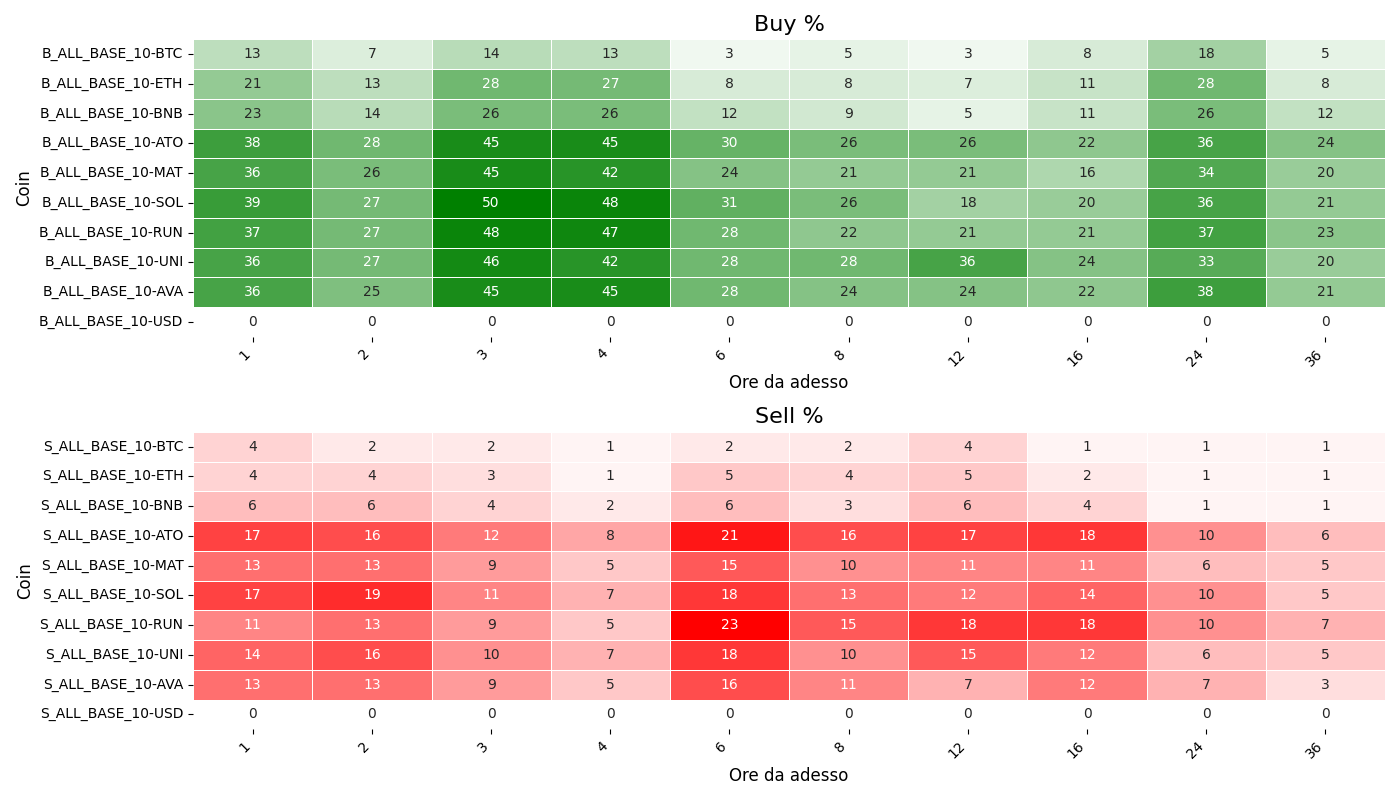 Buy %
Coin
B_ALL_BASE_10-BTC 13 7 14 13 3 5 3 8 18 5
B_ALL_BASE_10-ETH 21 13 28 27 8 8 7 11 28 8
B_ALL_BASE_10-BNB 23 14 26 26 12 9 5 11 26 12
B_ALL_BASE_10-ATO 38 28 45 45 30 26 26 22 36 24
B_ALL_BASE_10-MAT 36 26 45 42 24 21 21 16 34 20
B_ALL_BASE_10-SOL 39 27 50 48 31 26 18 20 36 21
B_ALL_BASE_10-RUN 37 27 48 47 28 22 21 21 37 23
B_ALL_BASE_10-UNI 36 27 46 42 28 28 36 24 33 20
B_ALL_BASE_10-AVA 36 25 45 45 28 24 24 22 38 21
B_ALL_BASE_10-USD 0 0 0 0 0 0 0 0 0 0
1 2 3 4 6 8 12 16 24 36
Ore da adesso
Sell %
Coin
S_ALL_BASE_10-BTC 4 2 2 1 2 2 4 1 1 1
S_ALL_BASE_10-ETH 4 4 3 1 5 4 5 2 1 1
S_ALL_BASE_10-BNB 6 6 4 2 6 3 6 4 1 1
S_ALL_BASE_10-ATO 17 16 12 8 21 16 17 18 10 6
S_ALL_BASE_10-MAT 13 13 9 5 15 10 11 11 6 5
S_ALL_BASE_10-SOL 17 19 11 7 18 13 12 14 10 5
S_ALL_BASE_10-RUN 11 13 9 5 23 15 18 18 10 7
S_ALL_BASE_10-UNI 14 16 10 7 18 10 15 12 6 5
S_ALL_BASE_10-AVA 13 13 9 5 16 11 7 12 7 3
S_ALL_BASE_10-USD 0 0 0 0 0 0 0 0 0 0
1 2 3 4 6 8 12 16 24 36
Ore da adesso